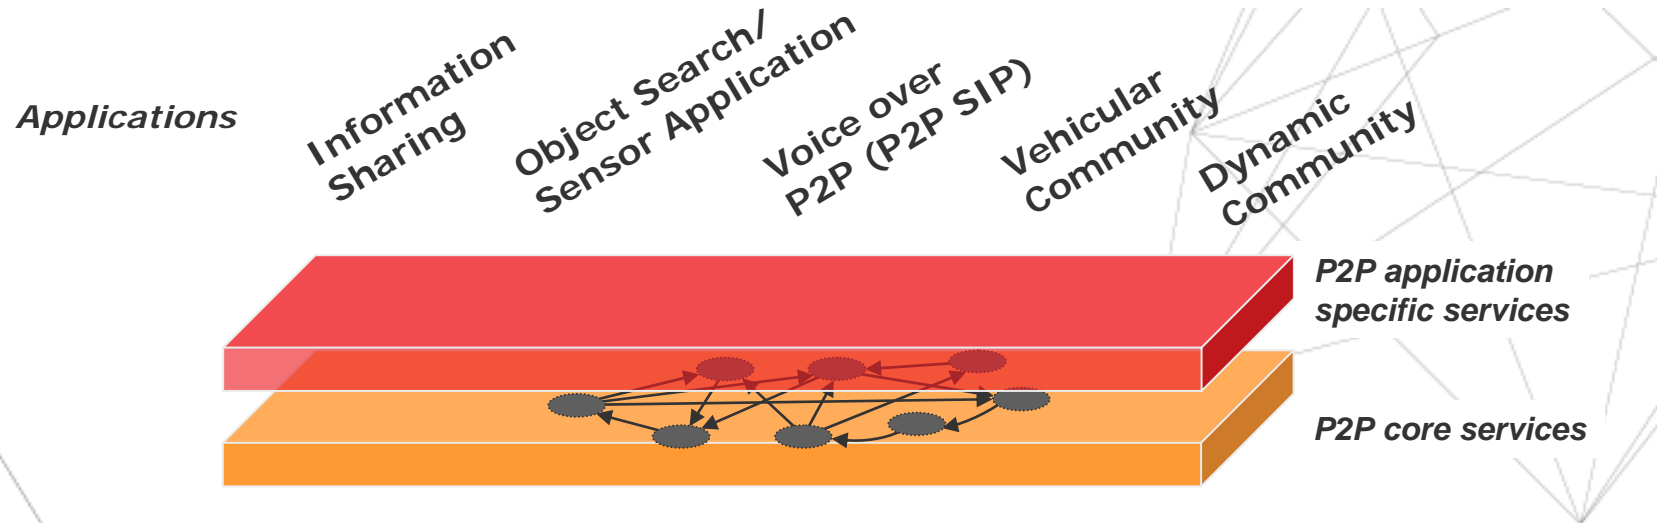 Applications
Information
Sharing
Object Search/
Sensor Application
Voice over
P2P (P2P SIP)
Vehicular
Community
Dynamic
Community
P2P application
specific services
P2P core services